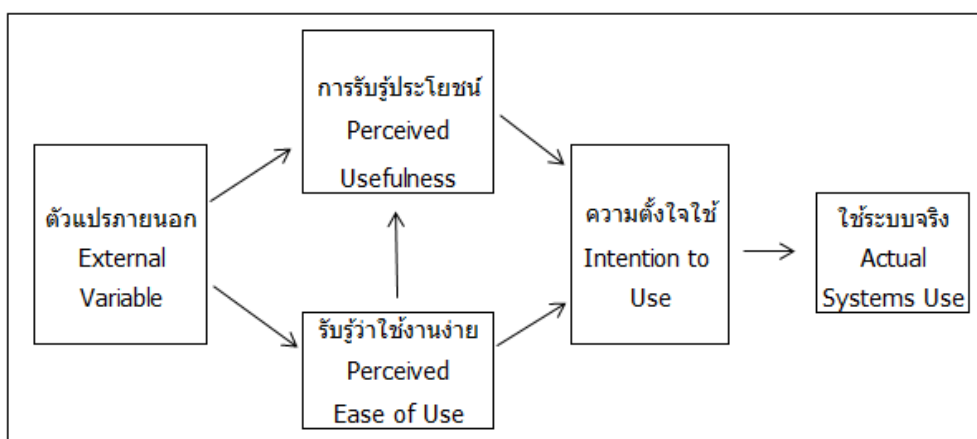 การรับรู้ประโยชน์
Perceived
Usefulness
ตัวแปรภายนอก
External
Variable
รับรู้ว่าใช้งานง่าย
Perceived
Ease of Use
ความตั้งใจใช้
Intention to
Use
ใช้ระบบจริง
Actual
Systems Use